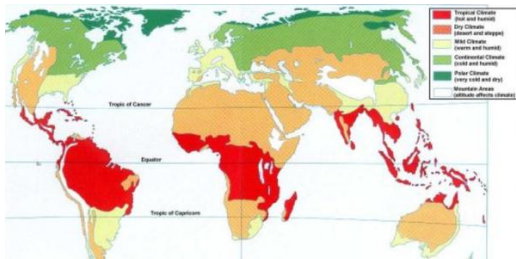 Tropical Climate
(hot and humid)
Dry Climate
(desert and steppe)
Mild Climate
(warm and humid)
Continental Climate
(cold and humid)
Polar Climate
(very cold and dry)
Mountain Areas
(altitude affects climate)
Tropic of Cancer
Equator
Tropic of Capricorn